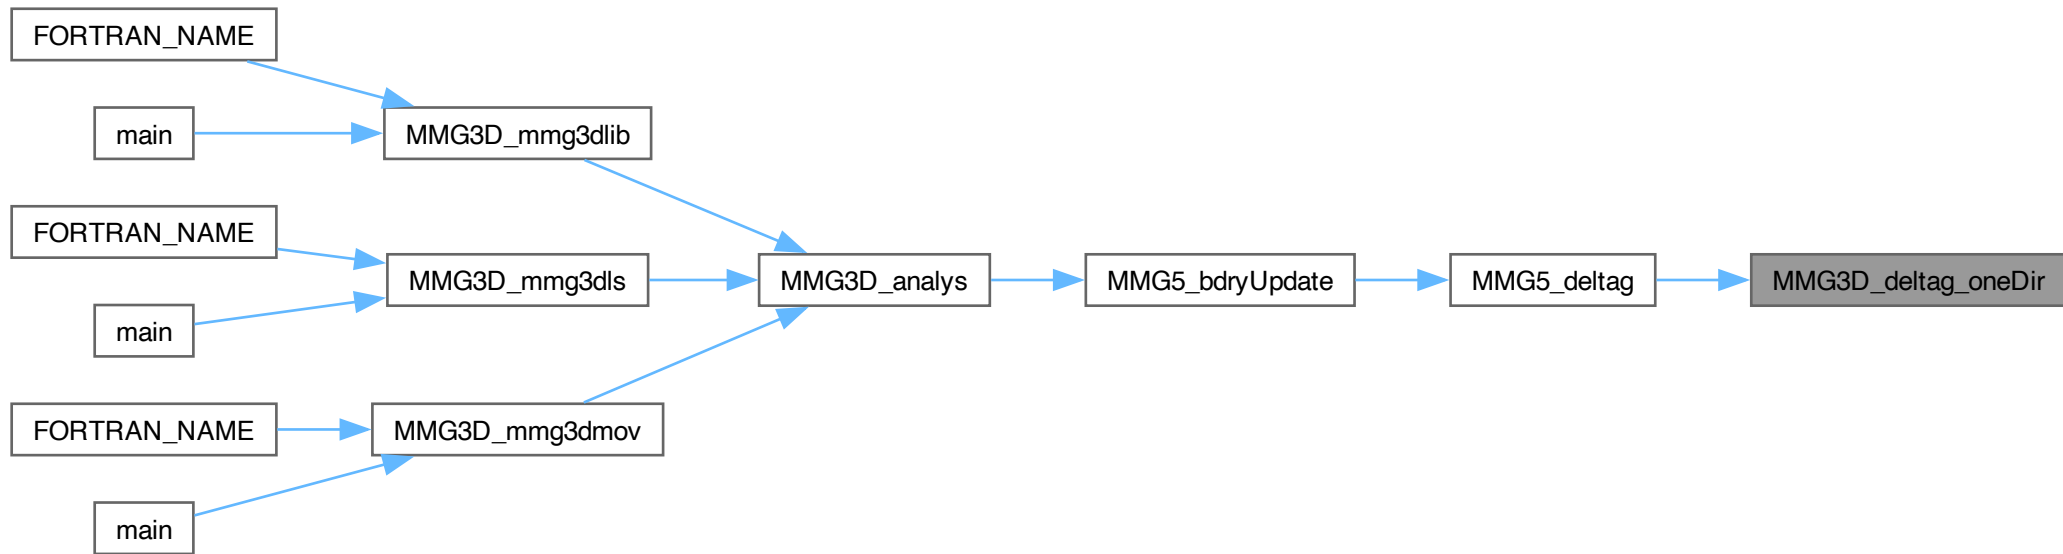 FORTRAN_NAME
main
MMG3D_mmg3dlib
FORTRAN_NAME
main
MMG3D_mmg3dls
MMG3D_analys
MMG5_bdryUpdate
MMG5_deltag
MMG3D_deltag_oneDir
FORTRAN_NAME
main
MMG3D_mmg3dmov